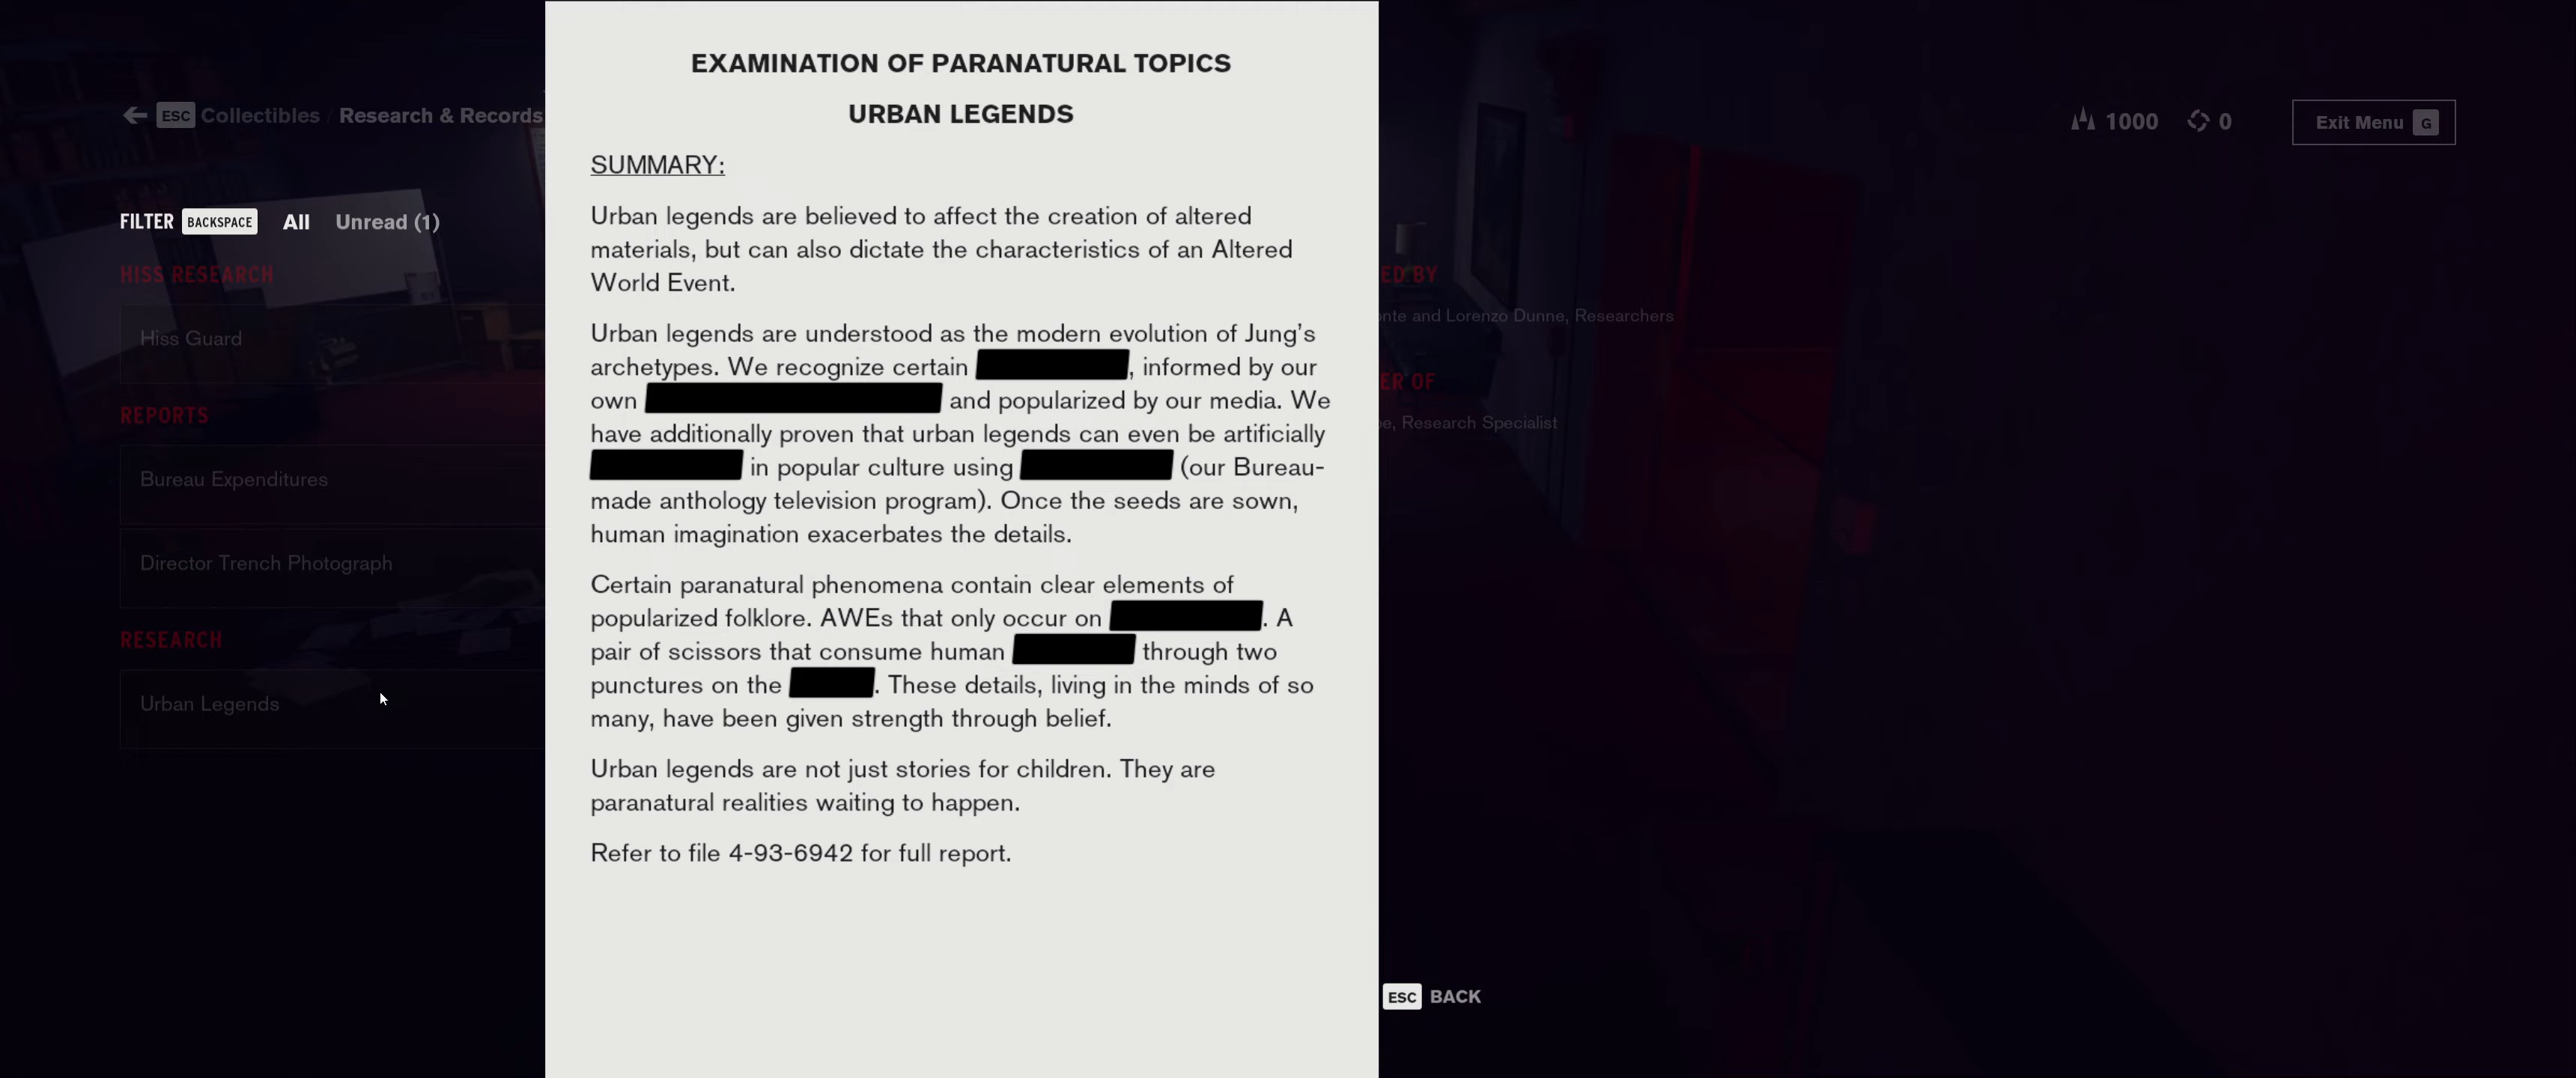 ← ESC Collectibles / Research & Records
1000 0 Exit Menu G
FILTER BACKSPACE All Unread (1)
HISS RESEARCH
Hiss Guard
REPORTS
Bureau Expenditures
Director Trench Photograph
RESEARCH
Urban Legends
EXAMINATION OF PARANATURAL TOPICS
URBAN LEGENDS
SUMMARY:
Urban legends are believed to affect the creation of altered
materials, but can also dictate the characteristics of an Altered
World Event.
Urban legends are understood as the modern evolution of Jung's
archetypes. We recognize certain , informed by our
own and popularized by our media. We
have additionally proven that urban legends can even be artificially
in popular culture using (our Bureau-
made anthology television program). Once the seeds are sown,
human imagination exacerbates the details.
Certain paranatural phenomena contain clear elements of
popularized folklore. AWEs that only occur on . A
pair of scissors that consume human through two
punctures on the . These details, living in the minds of so
many, have been given strength through belief.
Urban legends are not just stories for children. They are
paranatural realities waiting to happen.
Refer to file 4-93-6942 for full report.
BY
and Lorenzo Dunne, Researchers
OF
, Research Specialist
ESC BACK